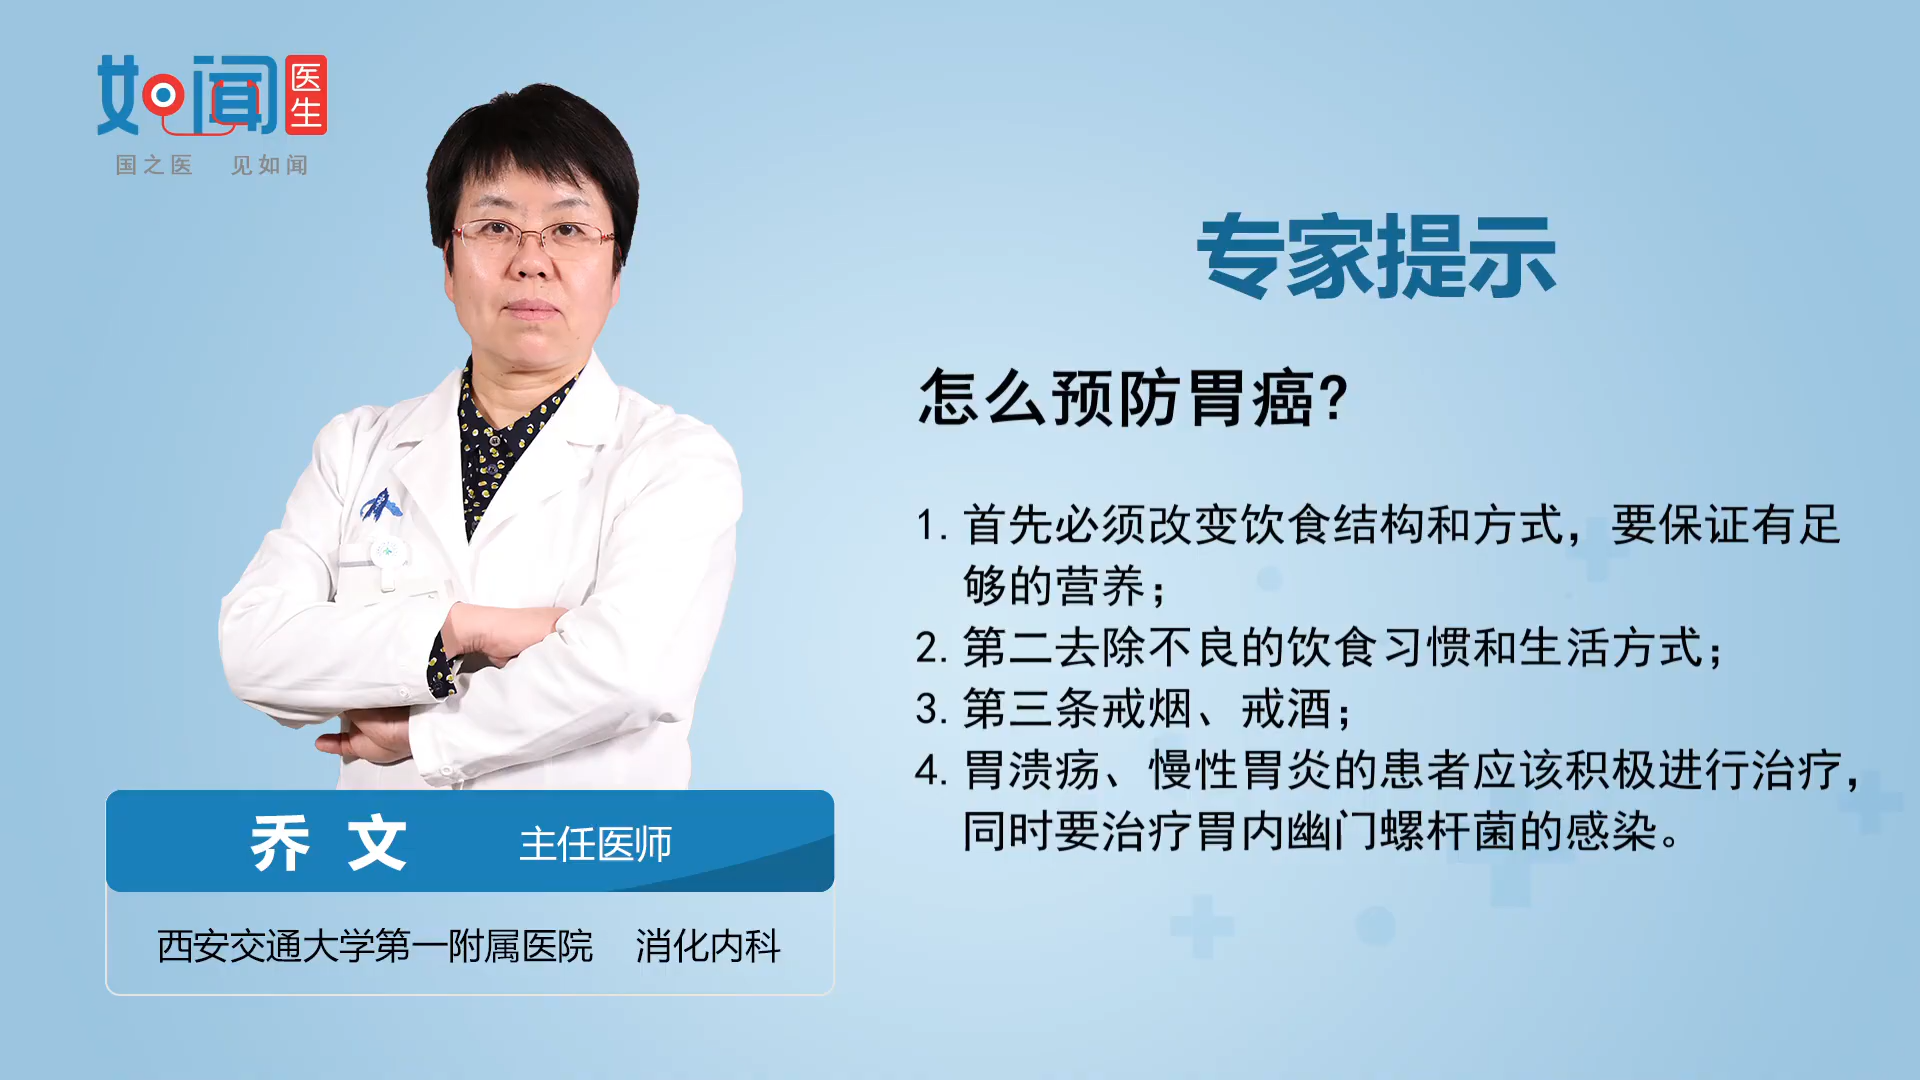 如闻医生
国之医 见如闻
专家提示
怎么预防胃癌?
1. 首先必须改变饮食结构和方式，要保证有足
够的营养；
2. 第二去除不良的饮食习惯和生活方式；
3. 第三条戒烟、戒酒；
4. 胃溃疡、慢性胃炎的患者应该积极进行治疗，
同时要治疗胃内幽门螺杆菌的感染。
乔 文 主任医师
西安交通大学第一附属医院 消化内科